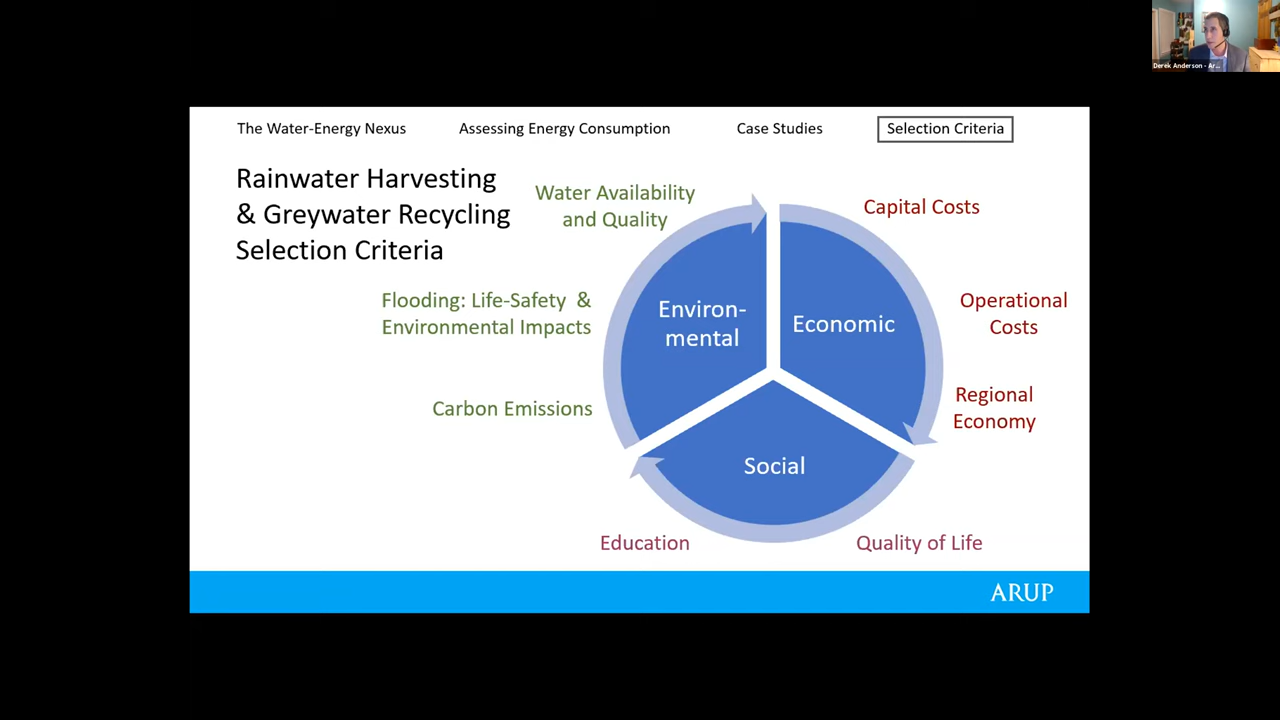 Derek Anderson - Ar...
The Water-Energy Nexus
Assessing Energy Consumption
Case Studies
Selection Criteria
Rainwater Harvesting
& Greywater Recycling
Selection Criteria
Water Availability
and Quality
Capital Costs
Flooding: Life-Safety &
Environmental Impacts
Environ-
mental
Economic
Operational
Costs
Carbon Emissions
Regional
Economy
Social
Education
Quality of Life
ARUP